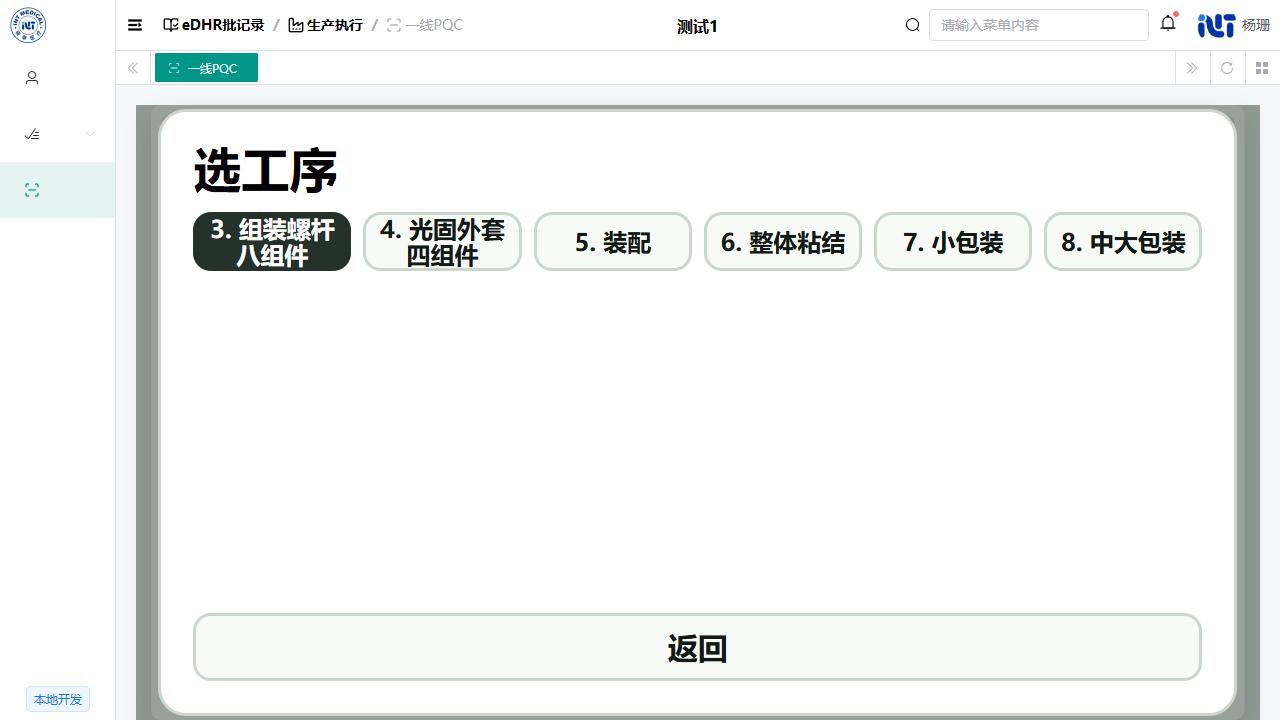 eDHR批记录 / 生产执行 / 一线PQC
测试1
请输入菜单内容
杨珊
一线PQC
选工序
3. 组装螺杆
八组件
4. 光固外套
四组件
5. 装配
6. 整体粘结
7. 小包装
8. 中大包装
返回
本地开发